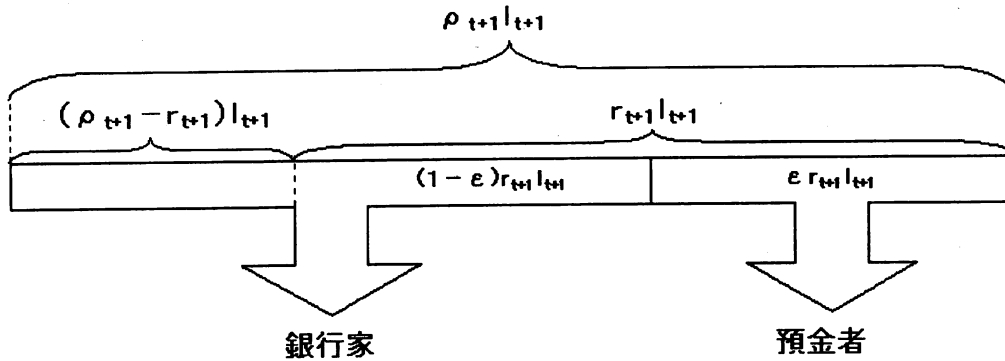 ρ t+1 l t+1
(ρ t+1 − r t+1) l t+1
r t+1 l t+1
(1 − ε) r t+1 l t+1
ε r t+1 l t+1
銀行家
預金者